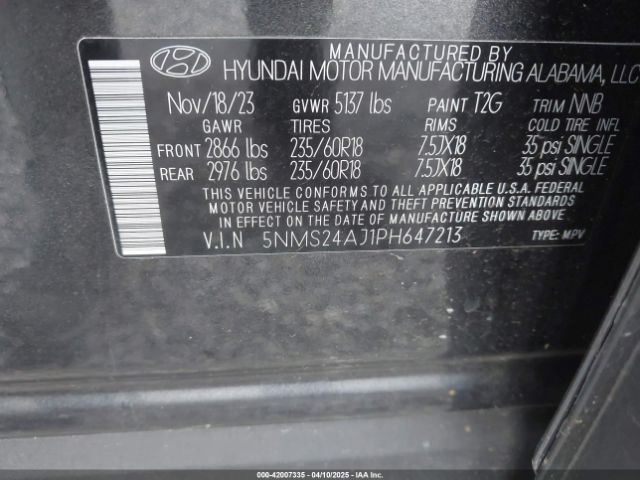 MANUFACTURED BY
HYUNDAI MOTOR MANUFACTURING ALABAMA, LLC
Nov/18/23 GVWR 5137 lbs PAINT T2G TRIM NNB
GAWR TIRES RIMS COLD TIRE INFL
FRONT 2866 lbs 235/60R18 7.5JX18 35 psi SINGLE
REAR 2976 lbs 235/60R18 7.5JX18 35 psi SINGLE
THIS VEHICLE CONFORMS TO ALL APPLICABLE U.S.A. FEDERAL
MOTOR VEHICLE SAFETY AND THEFT PREVENTION STANDARDS
IN EFFECT ON THE DATE OF MANUFACTURE SHOWN ABOVE.
V.I.N 5NMS24AJ1PH647213 TYPE: MPV
000-42007335 - 04/10/2025 - IAAI, Inc.